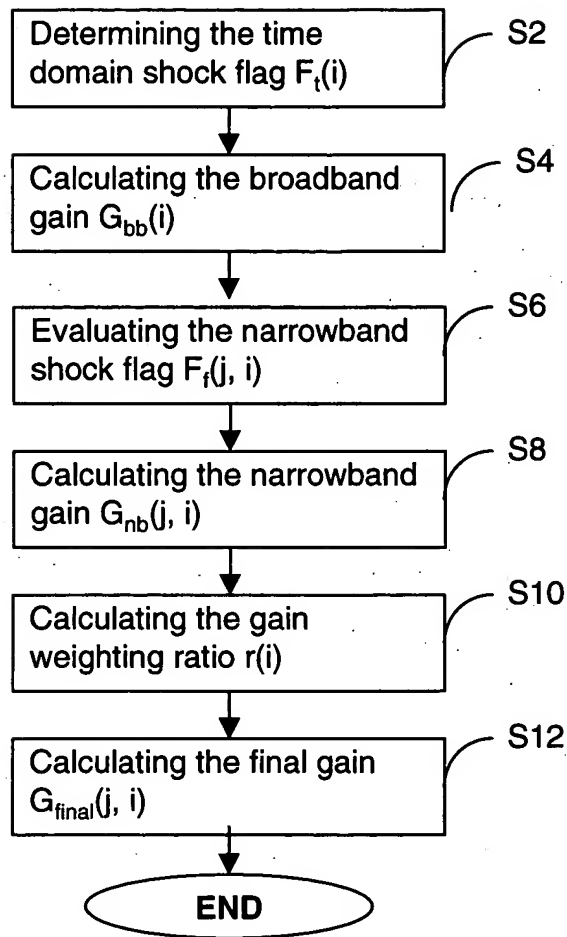 Determining the time
domain shock flag Ft(i)
S2
Calculating the broadband
gain Gbb(i)
S4
Evaluating the narrowband
shock flag Ff(j, i)
S6
Calculating the narrowband
gain Gnb(j, i)
S8
Calculating the gain
weighting ratio r(i)
S10
Calculating the final gain
Gfinal(j, i)
S12
END